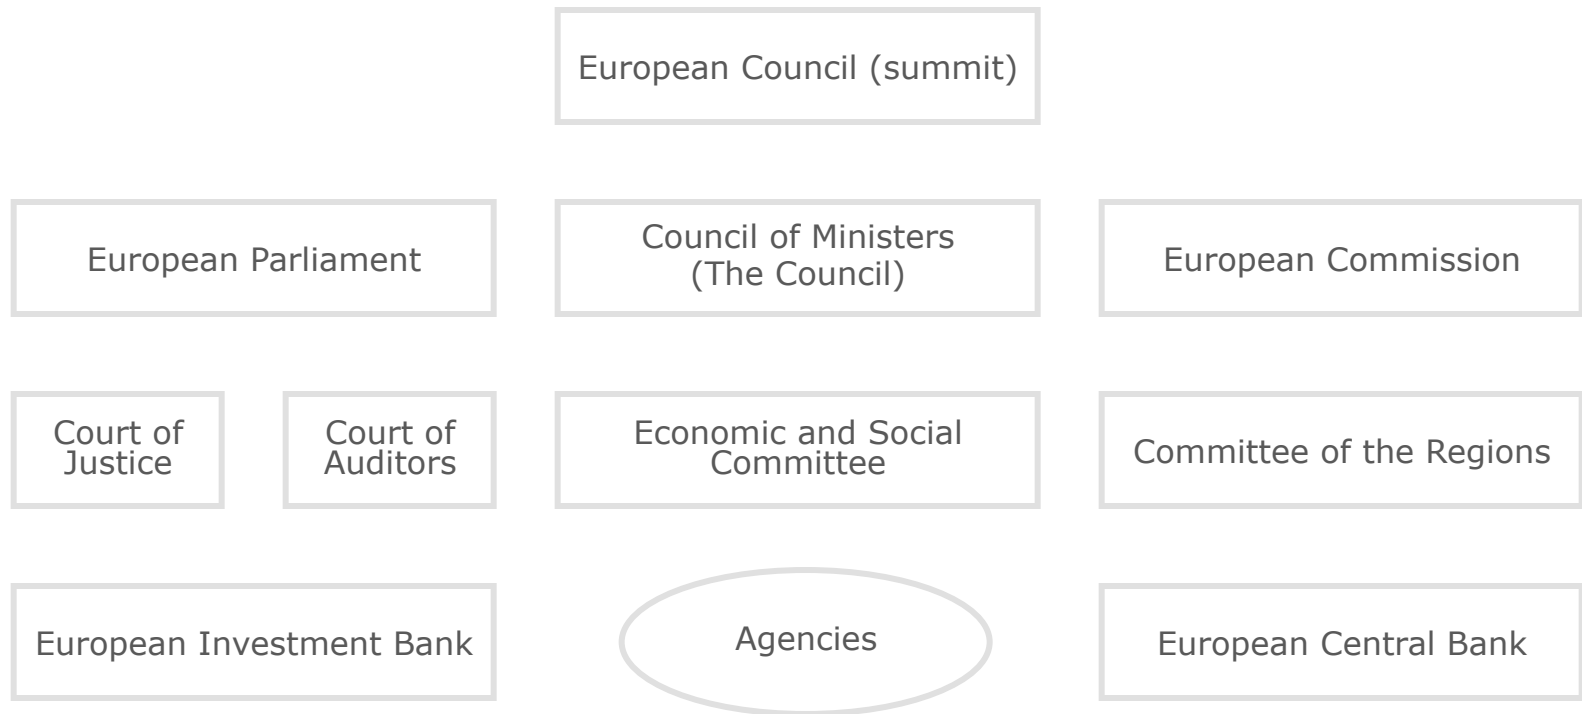 European Council (summit)
European Parliament
Council of Ministers
(The Council)
European Commission
Court of
Justice
Court of
Auditors
Economic and Social
Committee
Committee of the Regions
European Investment Bank
Agencies
European Central Bank